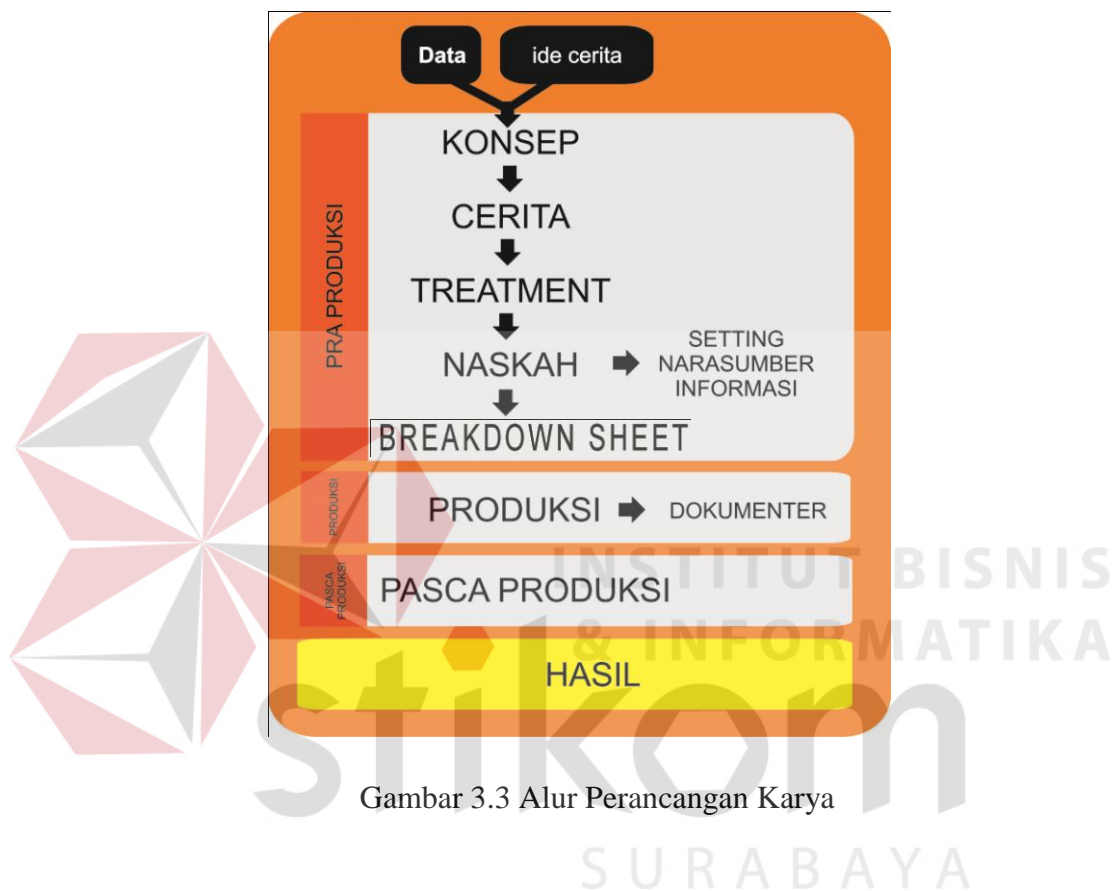 Data
ide cerita
PRA PRODUKSI
KONSEP
CERITA
TREATMENT
NASKAH
SETTING
NARASUMBER
INFORMASI
BREAKDOWN SHEET
PRODUKSI
PRODUKSI
DOKUMENTER
PASCA
PRODUKSI
PASCA PRODUKSI
HASIL
INSTITUT BISNIS
& INFORMATIKA
stikom
SURABAYA
Gambar 3.3 Alur Perancangan Karya